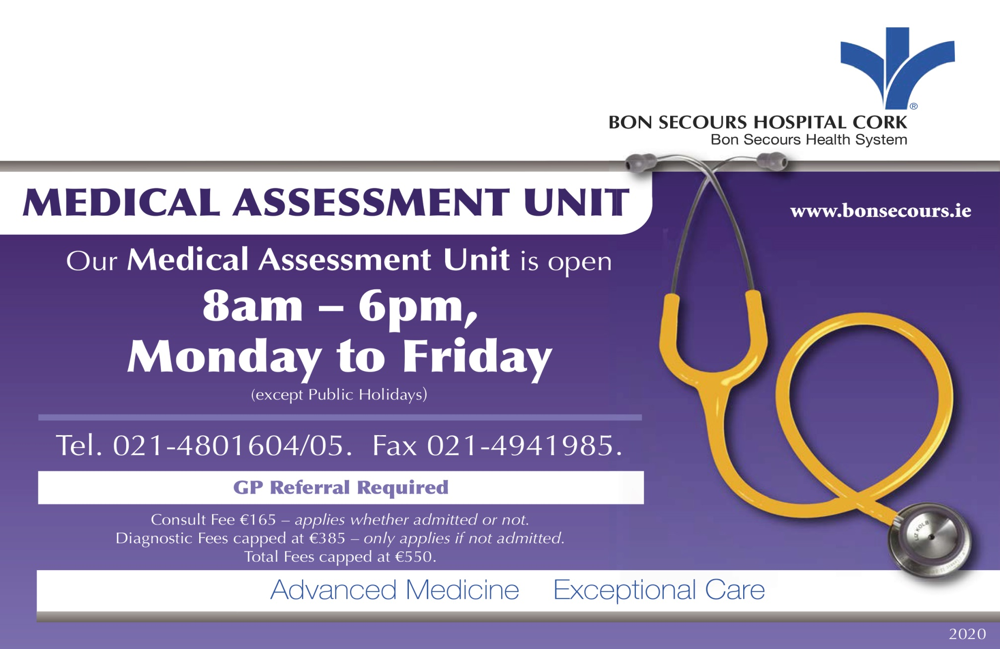 ®
BON SECOURS HOSPITAL CORK
Bon Secours Health System
MEDICAL ASSESSMENT UNIT
www.bonsecours.ie
Our Medical Assessment Unit is open
8am – 6pm,
Monday to Friday
(except Public Holidays)
Tel. 021-4801604/05.  Fax 021-4941985.
GP Referral Required
Consult Fee €165 – applies whether admitted or not.
Diagnostic Fees capped at €385 – only applies if not admitted.
Total Fees capped at €550.
LIZ KOLB
Advanced Medicine    Exceptional Care
2020